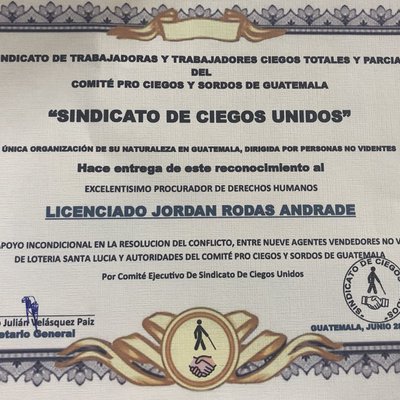 SINDICATO DE TRABAJADORAS Y TRABAJADORES CIEGOS TOTALES Y PARCIA
DEL
COMITÉ PRO CIEGOS Y SORDOS DE GUATEMALA
"SINDICATO DE CIEGOS UNIDOS"
ÚNICA ORGANIZACIÓN DE SU NATURALEZA EN GUATEMALA, DIRIGIDA POR PERSONAS NO VIDENTES
Hace entrega de este reconocimiento al
EXCELENTISIMO PROCURADOR DE DERECHOS HUMANOS
LICENCIADO JORDAN RODAS ANDRADE
APOYO INCONDICIONAL EN LA RESOLUCION DEL CONFLICTO, ENTRE NUEVE AGENTES VENDEDORES NO V
DE LOTERIA SANTA LUCIA Y AUTORIDADES DEL COMITÉ PRO CIEGOS Y SORDOS DE GUATEMALA
Por Comité Ejecutivo De Sindicato De Ciegos Unidos
Julián Velásquez Paiz
etario General
"SINDICATO DE CIEGOS
GUATEMALA, JUNIO 20